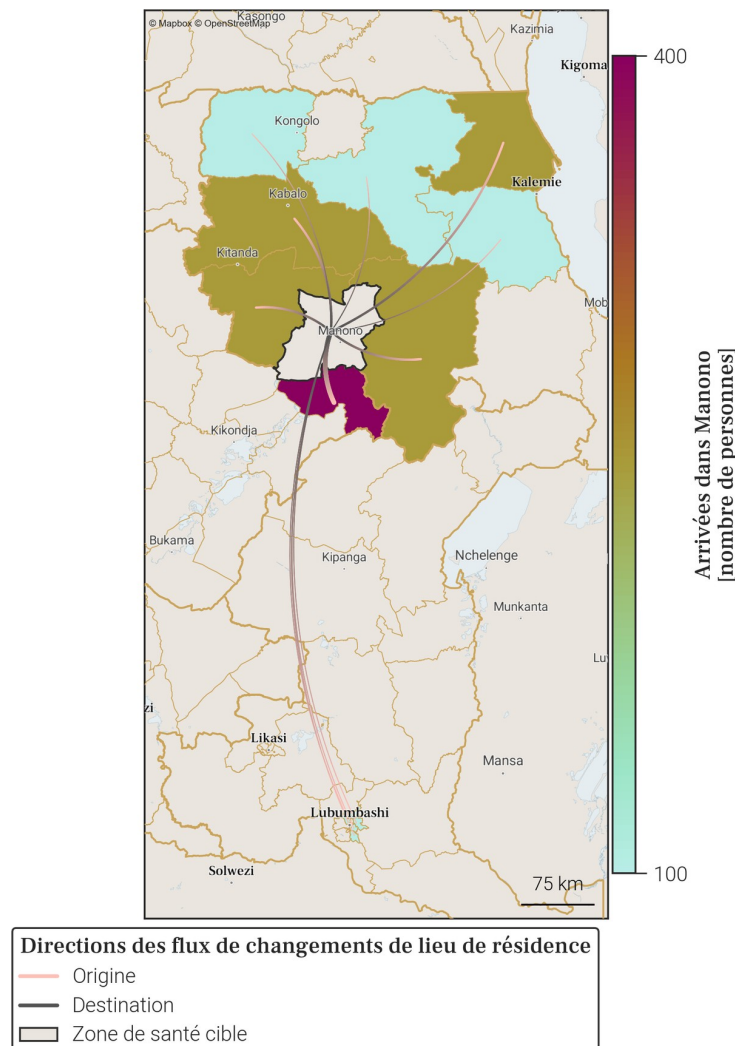 © Mapbox © OpenStreetMap
Kasongo
Kazimia
Kigoma
Kongolo
Kalemie
Kabalo
Kitanda
Mob
Manono
Kikondja
Bukama
Kipanga
Nchelenge
Munkanta
Lu
zi
Likasi
Mansa
Lubumbashi
Solwezi
75 km
400
100
Arrivées dans Manono
[nombre de personnes]
Directions des flux de changements de lieu de résidence
Origine
Destination
Zone de santé cible